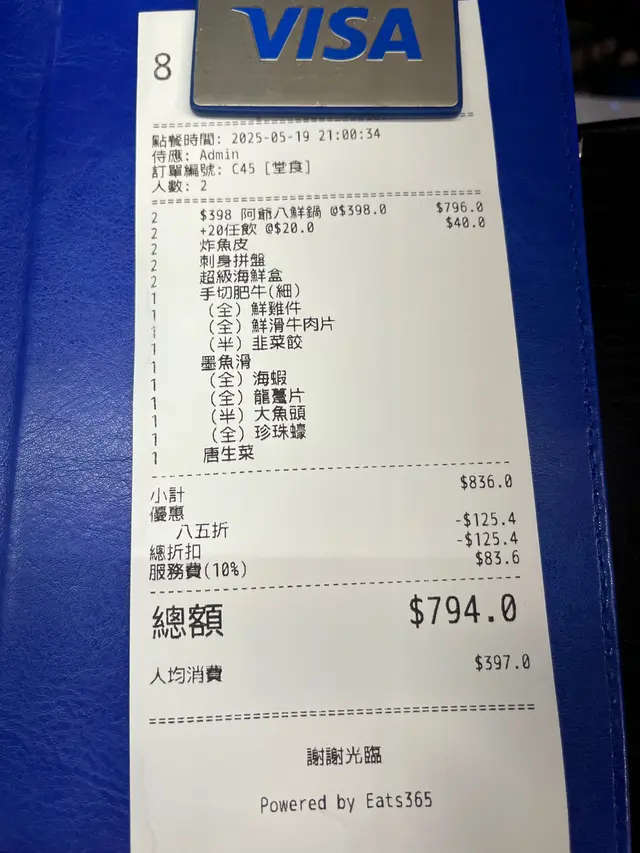 VISA
8
點餐時間: 2025-05-19 21:00:34
侍應: Admin
訂單編號: C45 [堂食]
人數: 2
2 $398 阿爺八鮮鍋 @$398.0 $796.0
2 +20任飲 @$20.0 $40.0
2 炸魚皮
2 刺身拼盤
2 超級海鮮盒
1 手切肥牛(細)
1 (全) 鮮雞件
1 (全) 鮮滑牛肉片
1 (半) 韭菜餃
1 墨魚滑
1 (全) 海蝦
1 (全) 龍躉片
1 (半) 大魚頭
1 (全) 珍珠蠔
1 唐生菜
小計 $836.0
優惠
八五折 -$125.4
總折扣 -$125.4
服務費(10%) $83.6
總額 $794.0
人均消費 $397.0
謝謝光臨
Powered by Eats365